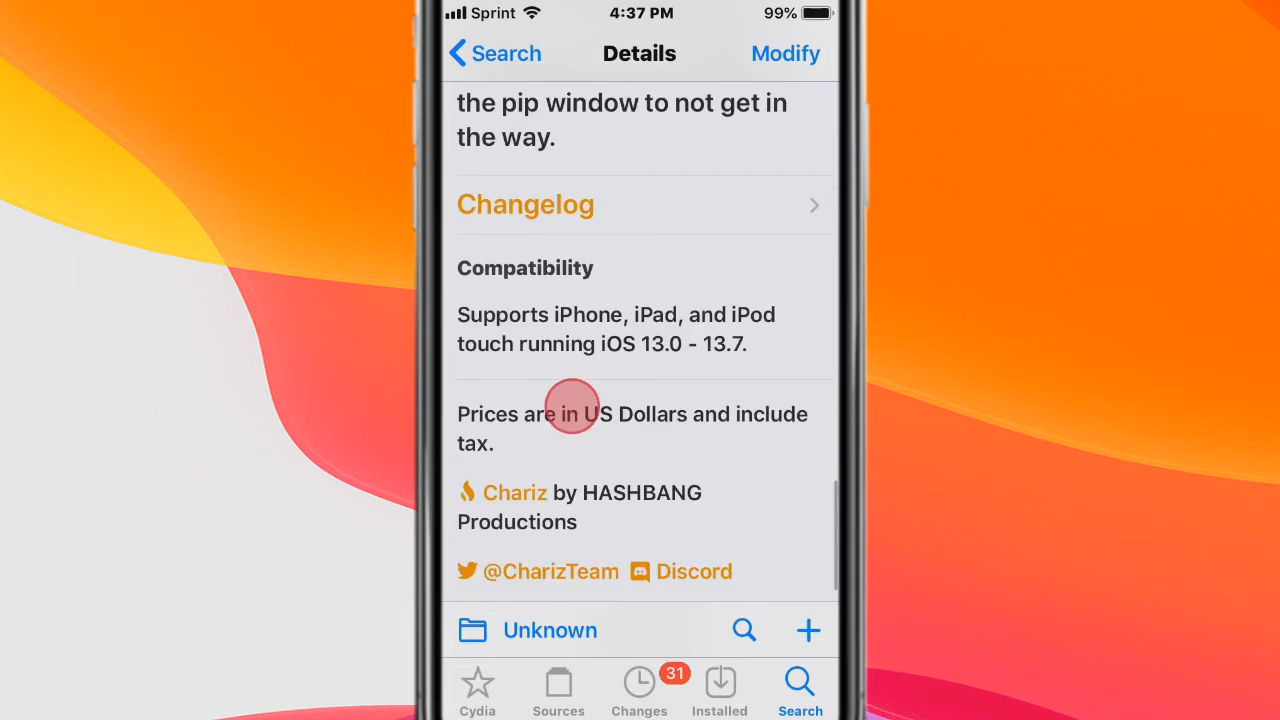 Sprint 4:37 PM 99%
Search Details Modify
the pip window to not get in
the way.
Changelog
Compatibility
Supports iPhone, iPad, and iPod
touch running iOS 13.0 - 13.7.
Prices are in US Dollars and include
tax.
Chariz by HASHBANG
Productions
@CharizTeam Discord
Unknown
31
Cydia Sources Changes Installed Search